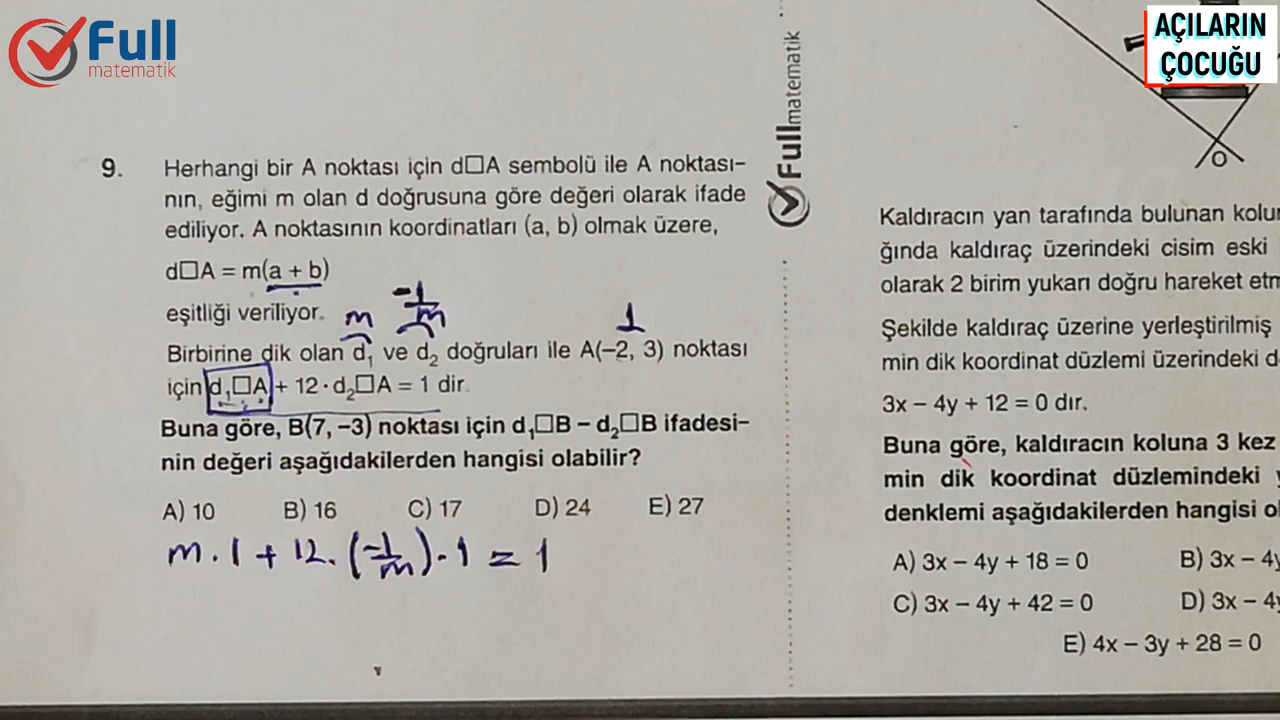 Full
matematik
AÇILARIN
ÇOCUĞU
Full matematik
O
9. Herhangi bir A noktası için d□A sembolü ile A noktası-
nın, eğimi m olan d doğrusuna göre değeri olarak ifade
ediliyor. A noktasının koordinatları (a, b) olmak üzere,
d□A = m(a + b)
eşitliği veriliyor.
m -1/m 1
Birbirine dik olan d₁ ve d₂ doğruları ile A(–2, 3) noktası
için d₁□A + 12·d₂□A = 1 dir.
Buna göre, B(7, –3) noktası için d₁□B – d₂□B ifadesi-
nin değeri aşağıdakilerden hangisi olabilir?
A) 10 B) 16 C) 17 D) 24 E) 27
m·1 + 12·(-1/m)·1 = 1
Kaldıracın yan tarafında bulunan
ğında kaldıraç üzerindeki cisim eski
olarak 2 birim yukarı doğru hareket
Şekilde kaldıraç üzerine yerleştirilmiş
min dik koordinat düzlemi üzerindeki
3x – 4y + 12 = 0 dır.
Buna göre, kaldıracın koluna 3 kez
min dik koordinat düzlemindeki
denklemi aşağıdakilerden hangisi
A) 3x – 4y + 18 = 0 B) 3x – 4y
C) 3x – 4y + 42 = 0 D) 3x – 4y
E) 4x – 3y + 28 = 0